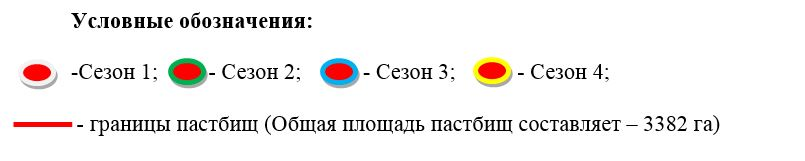 Условные обозначения:
-Сезон 1; - Сезон 2; - Сезон 3; - Сезон 4;
- границы пастбищ (Общая площадь пастбищ составляет – 3382 га)